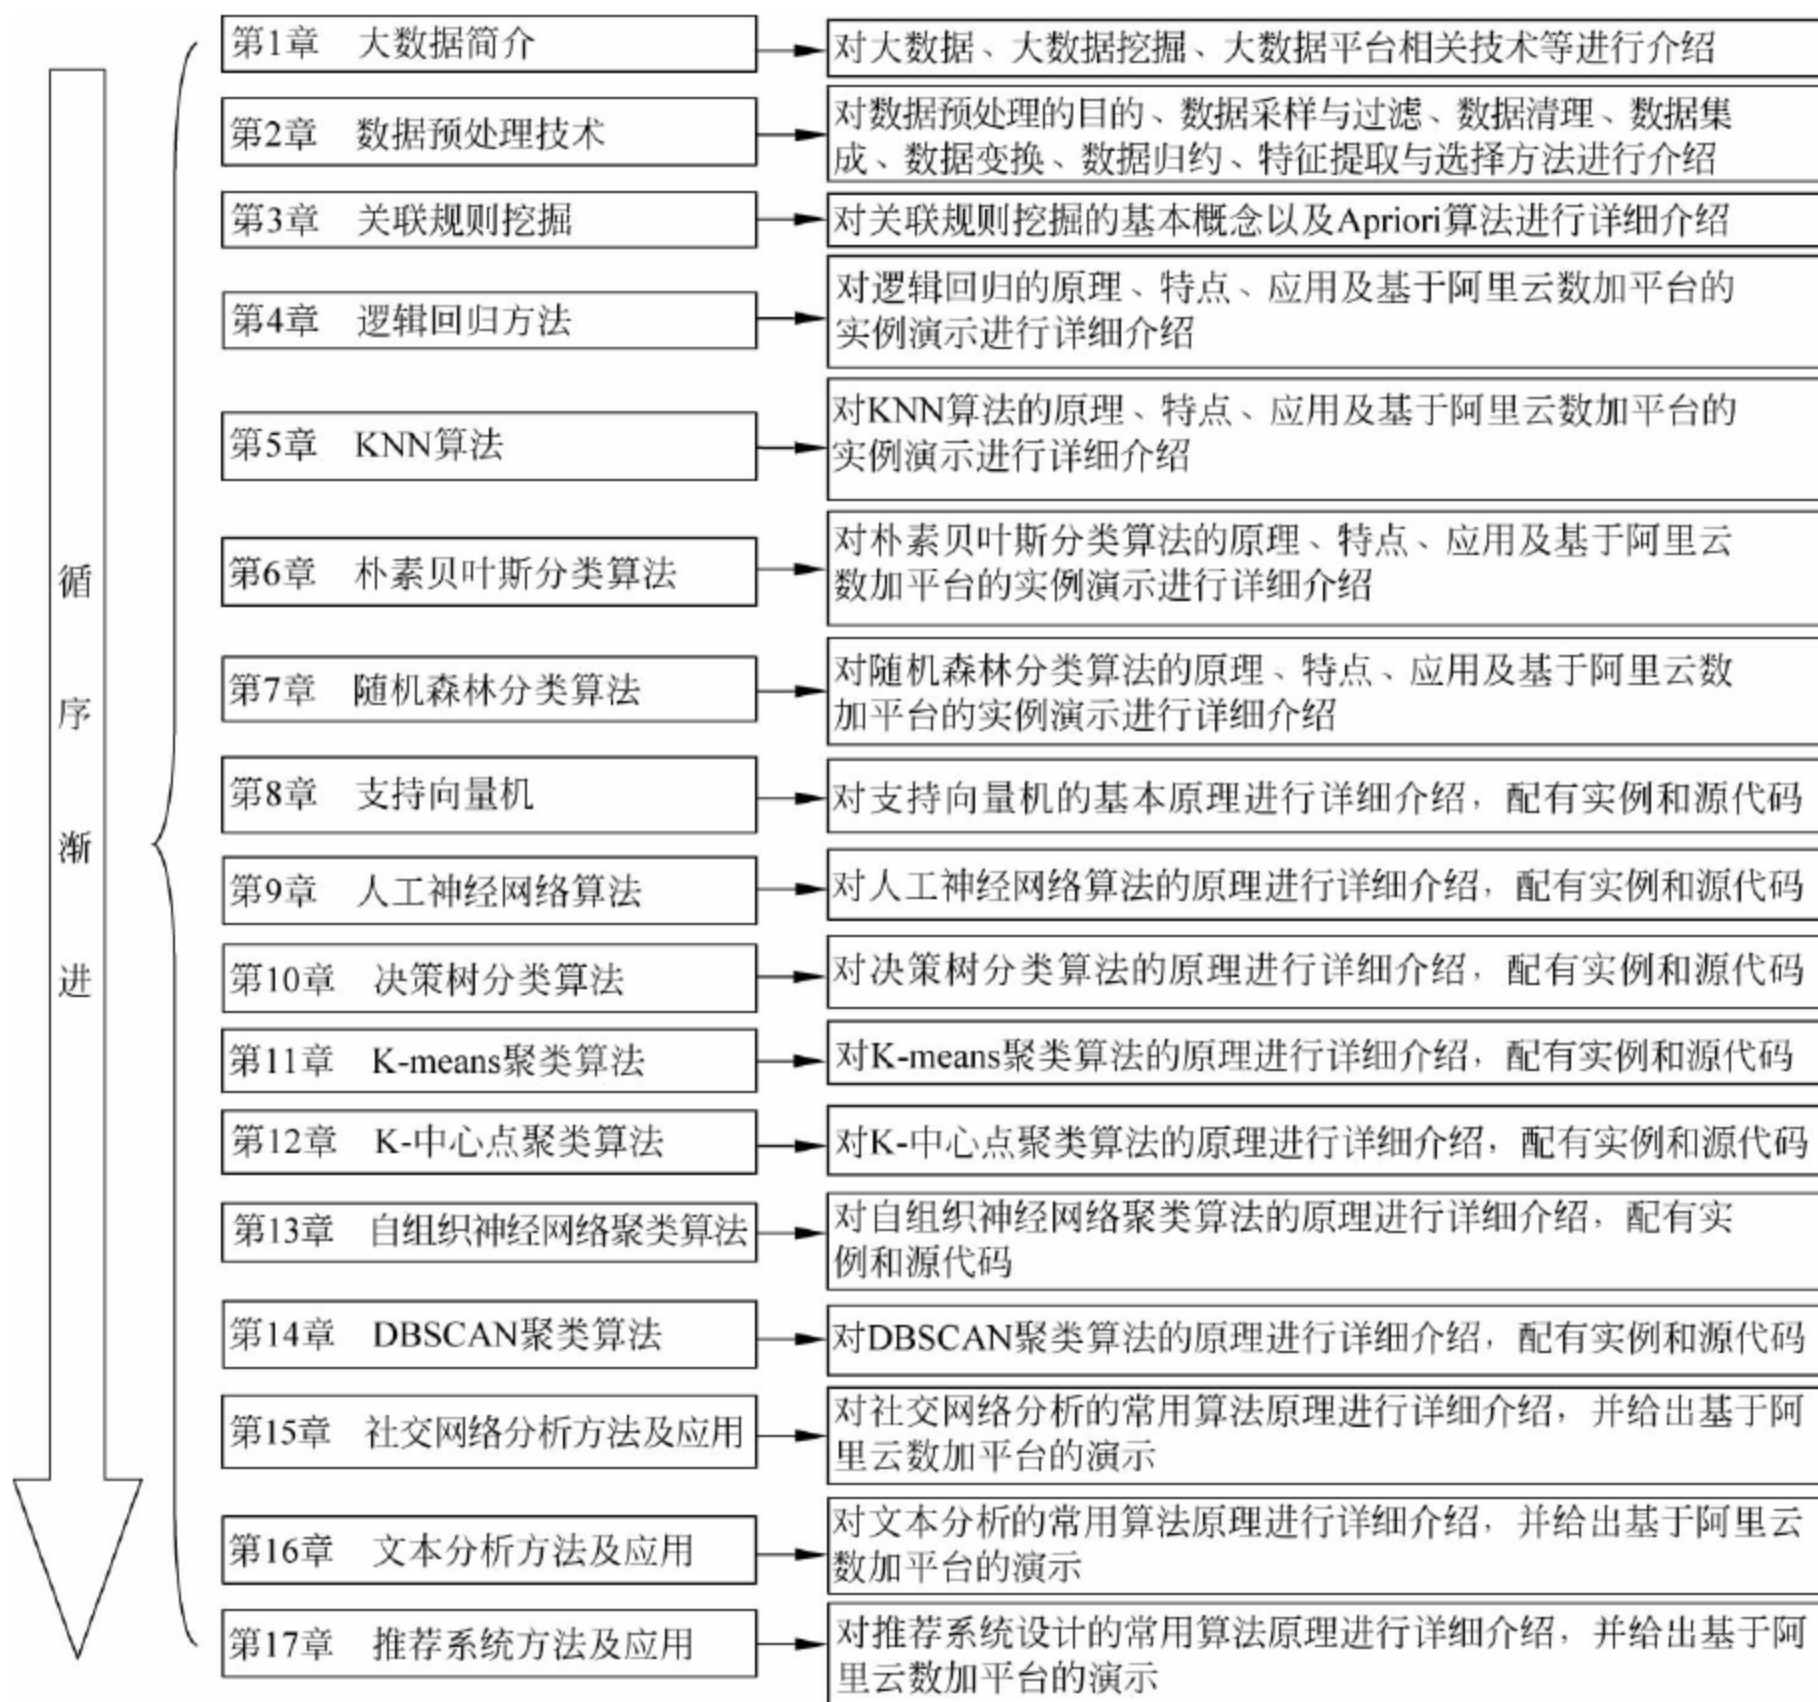 第1章 大数据简介
对大数据、大数据挖掘、大数据平台相关技术等进行介绍
第2章 数据预处理技术
对数据预处理的目的、数据采样与过滤、数据清理、数据集
成、数据变换、数据归约、特征提取与选择方法进行介绍
第3章 关联规则挖掘
对关联规则挖掘的基本概念以及Apriori算法进行详细介绍
第4章 逻辑回归方法
对逻辑回归的原理、特点、应用及基于阿里云数加平台的
实例演示进行详细介绍
第5章 KNN算法
对KNN算法的原理、特点、应用及基于阿里云数加平台的
实例演示进行详细介绍
第6章 朴素贝叶斯分类算法
对朴素贝叶斯分类算法的原理、特点、应用及基于阿里云
数加平台的实例演示进行详细介绍
第7章 随机森林分类算法
对随机森林分类算法的原理、特点、应用及基于阿里云数
加平台的实例演示进行详细介绍
第8章 支持向量机
对支持向量机的基本原理进行详细介绍，配有实例和源代码
第9章 人工神经网络算法
对人工神经网络算法的原理进行详细介绍，配有实例和源代码
第10章 决策树分类算法
对决策树分类算法的原理进行详细介绍，配有实例和源代码
第11章 K-means聚类算法
对K-means聚类算法的原理进行详细介绍，配有实例和源代码
第12章 K-中心点聚类算法
对K-中心点聚类算法的原理进行详细介绍，配有实例和源代码
第13章 自组织神经网络聚类算法
对自组织神经网络聚类算法的原理进行详细介绍，配有实
例和源代码
第14章 DBSCAN聚类算法
对DBSCAN聚类算法的原理进行详细介绍，配有实例和源代码
第15章 社交网络分析方法及应用
对社交网络分析的常用算法原理进行详细介绍，并给出基于阿
里云数加平台的演示
第16章 文本分析方法及应用
对文本分析的常用算法原理进行详细介绍，并给出基于阿里云
数加平台的演示
第17章 推荐系统方法及应用
对推荐系统设计的常用算法原理进行详细介绍，并给出基于阿
里云数加平台的演示
循序渐进